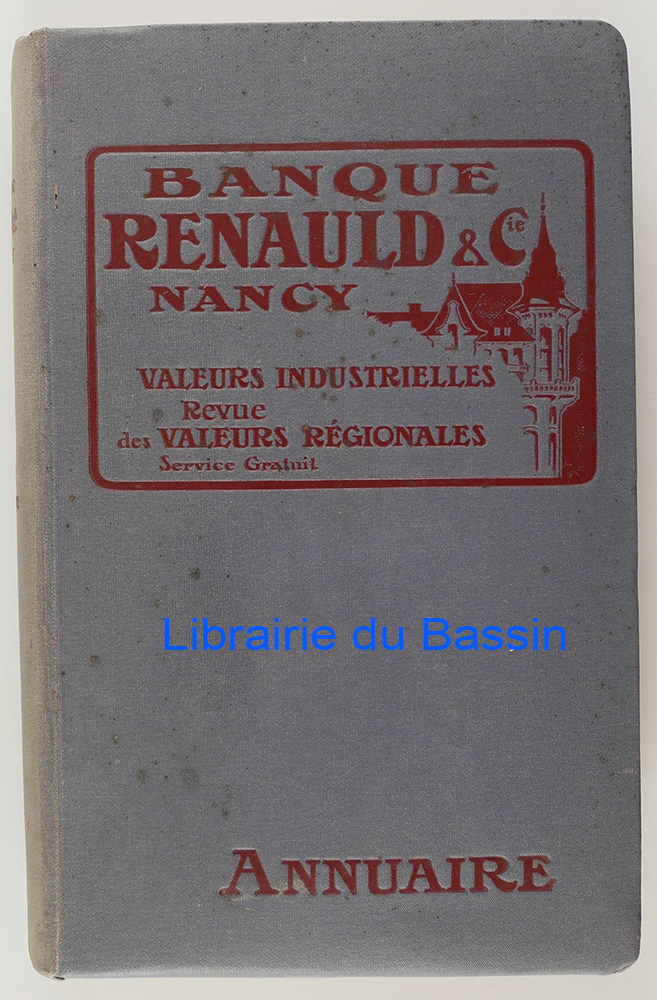 BANQUE
RENAULD & Cie
NANCY
VALEURS INDUSTRIELLES
Revue
des VALEURS RÉGIONALES
Service Gratuit
Librairie du Bassin
ANNUAIRE